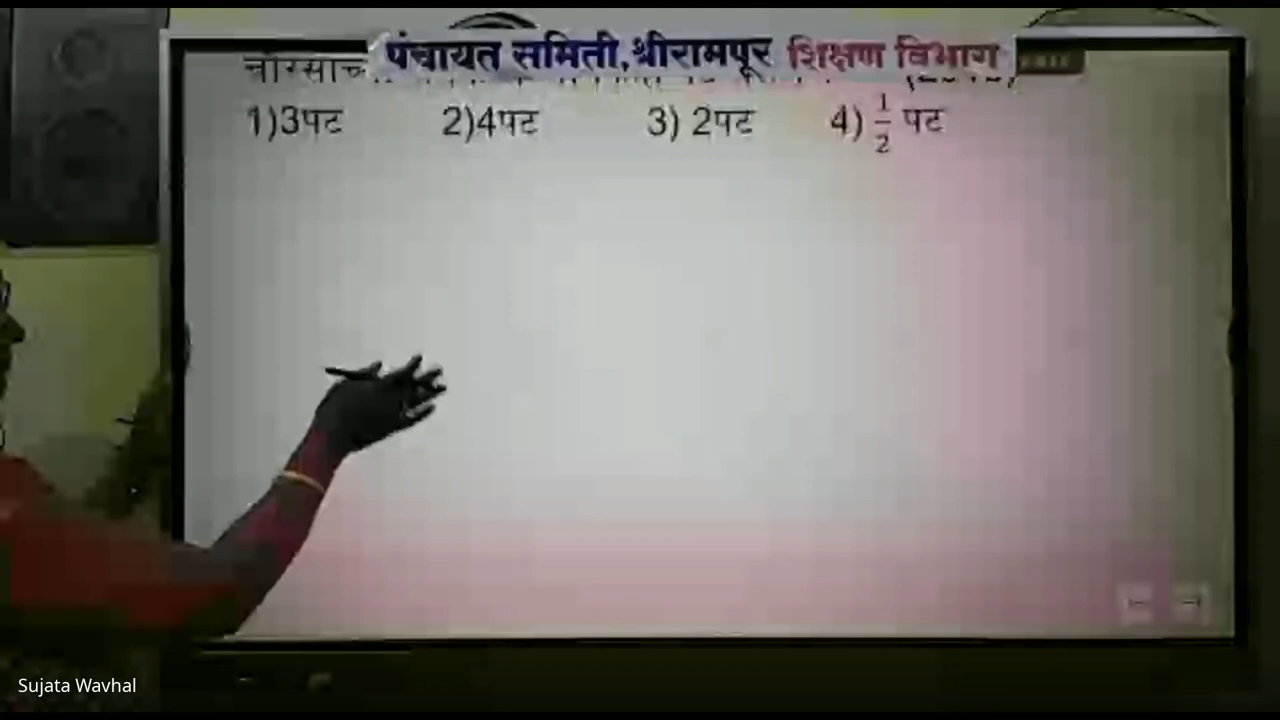 पंचायत समिती,श्रीरामपूर शिक्षण विभाग
1)3पट 2)4पट 3) 2पट 4) 1/2 पट
Sujata Wavhal